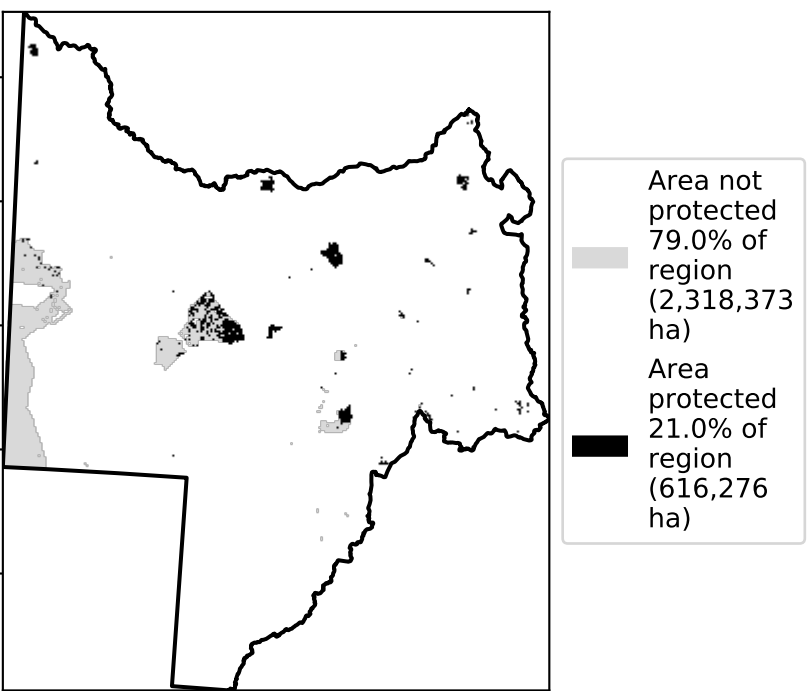 Area not
protected
79.0% of
region
(2,318,373
ha)
Area
protected
21.0% of
region
(616,276
ha)